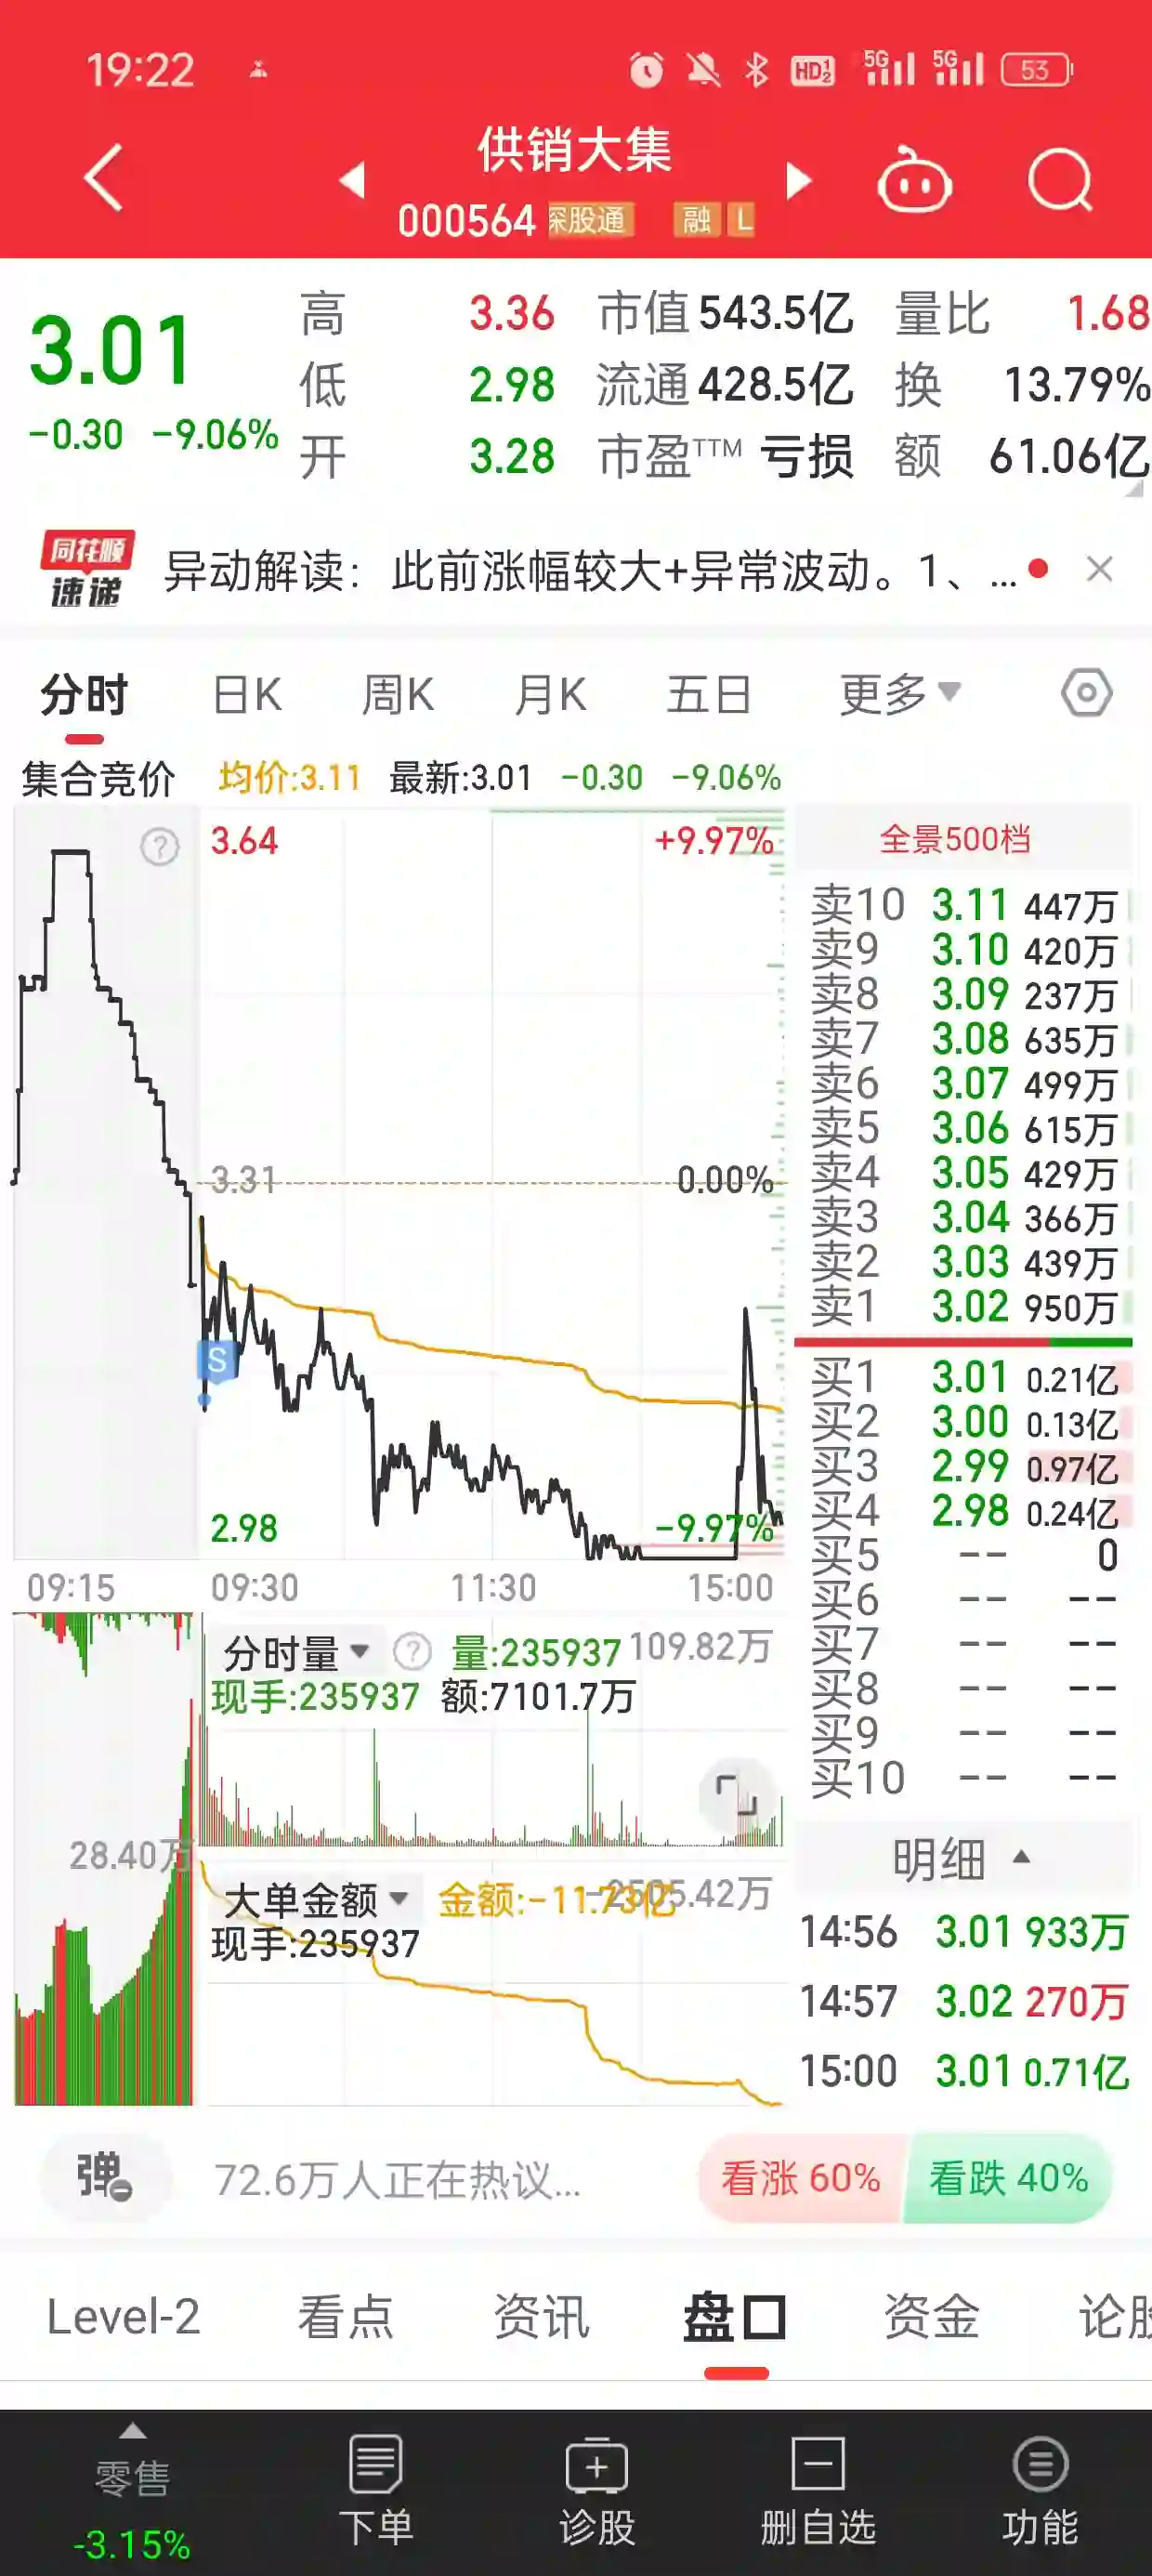 19:22
HD12 5G 5G 53
供销大集
000564 深股通 融 L
3.01
-0.30 -9.06%
高 3.36 市值 543.5亿 量比 1.68
低 2.98 流通 428.5亿 换 13.79%
开 3.28 市盈TTM 亏损 额 61.06亿
同花顺
速递
异动解读：此前涨幅较大+异常波动。1、...
分时 日K 周K 月K 五日 更多
集合竞价 均价:3.11 最新:3.01 -0.30 -9.06%
3.64 +9.97%
3.31 0.00%
S
2.98 -9.97%
09:15 09:30 11:30 15:00
全景500档
卖10 3.11 447万
卖9 3.10 420万
卖8 3.09 237万
卖7 3.08 635万
卖6 3.07 499万
卖5 3.06 615万
卖4 3.05 429万
卖3 3.04 366万
卖2 3.03 439万
卖1 3.02 950万
买1 3.01 0.21亿
买2 3.00 0.13亿
买3 2.99 0.97亿
买4 2.98 0.24亿
买5 -- 0
买6 -- --
买7 -- --
买8 -- --
买9 -- --
买10 -- --
分时量 ? 量:235937 109.82万
现手:235937 额:7101.7万
28.40万
大单金额 金额:-11.73亿 -2505.42万
现手:235937
明细
14:56 3.01 933万
14:57 3.02 270万
15:00 3.01 0.71亿
弹 72.6万人正在热议... 看涨 60% 看跌 40%
Level-2 看点 资讯 盘口 资金 论股
零售
-3.15%
下单 诊股 删自选 功能